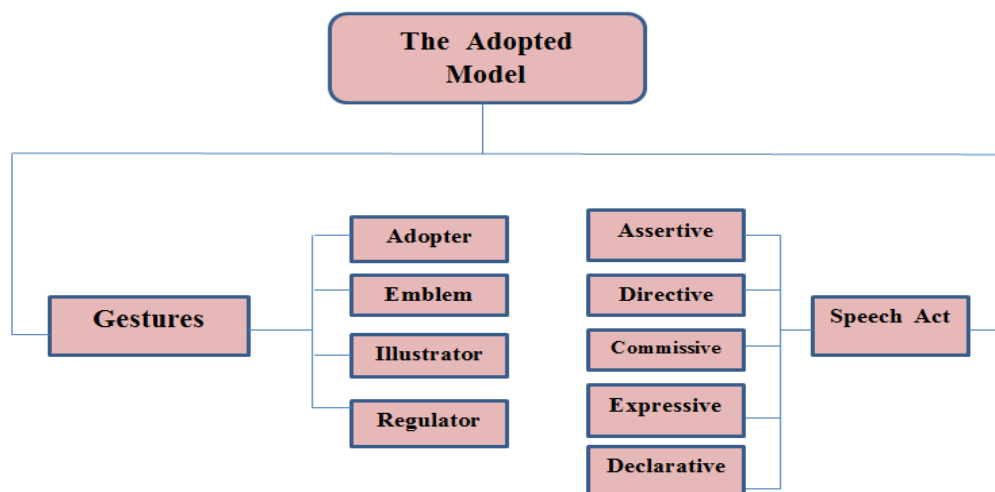 The Adopted
Model
Gestures
Adopter
Emblem
Illustrator
Regulator
Assertive
Directive
Commissive
Expressive
Declarative
Speech Act